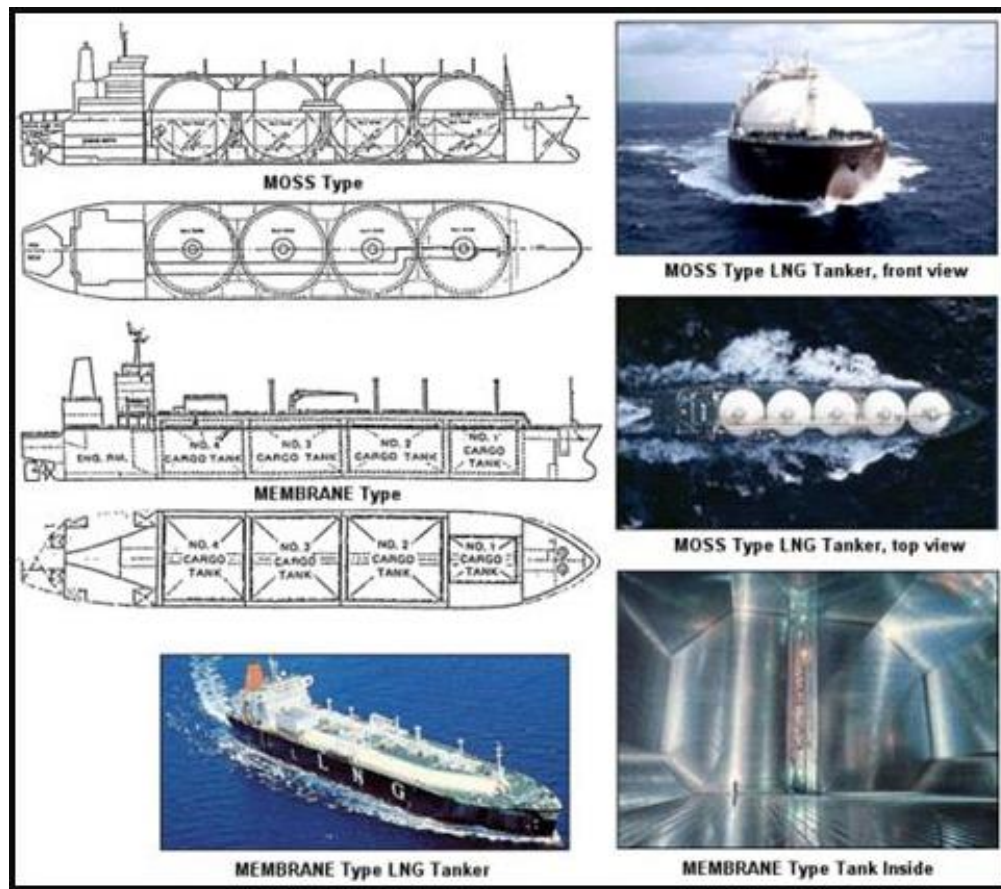 MOSS Type
MOSS Type LNG Tanker, front view
ENG. RM.
NO. 4
CARGO TANK
NO. 3
CARGO TANK
NO. 2
CARGO TANK
NO. 1
CARGO TANK
MEMBRANE Type
MOSS Type LNG Tanker, top view
NO. 4
CARGO
TANK
NO. 3
CARGO
TANK
NO. 2
CARGO
TANK
NO. 1
CARGO
TANK
LNG
MEMBRANE Type LNG Tanker
MEMBRANE Type Tank Inside